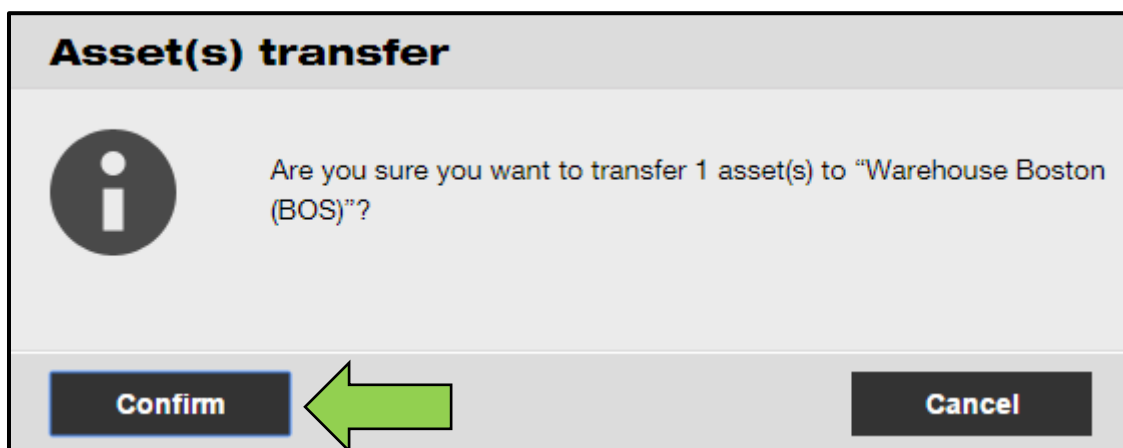 Asset(s) transfer
Are you sure you want to transfer 1 asset(s) to “Warehouse Boston
(BOS)”?
Confirm
Cancel